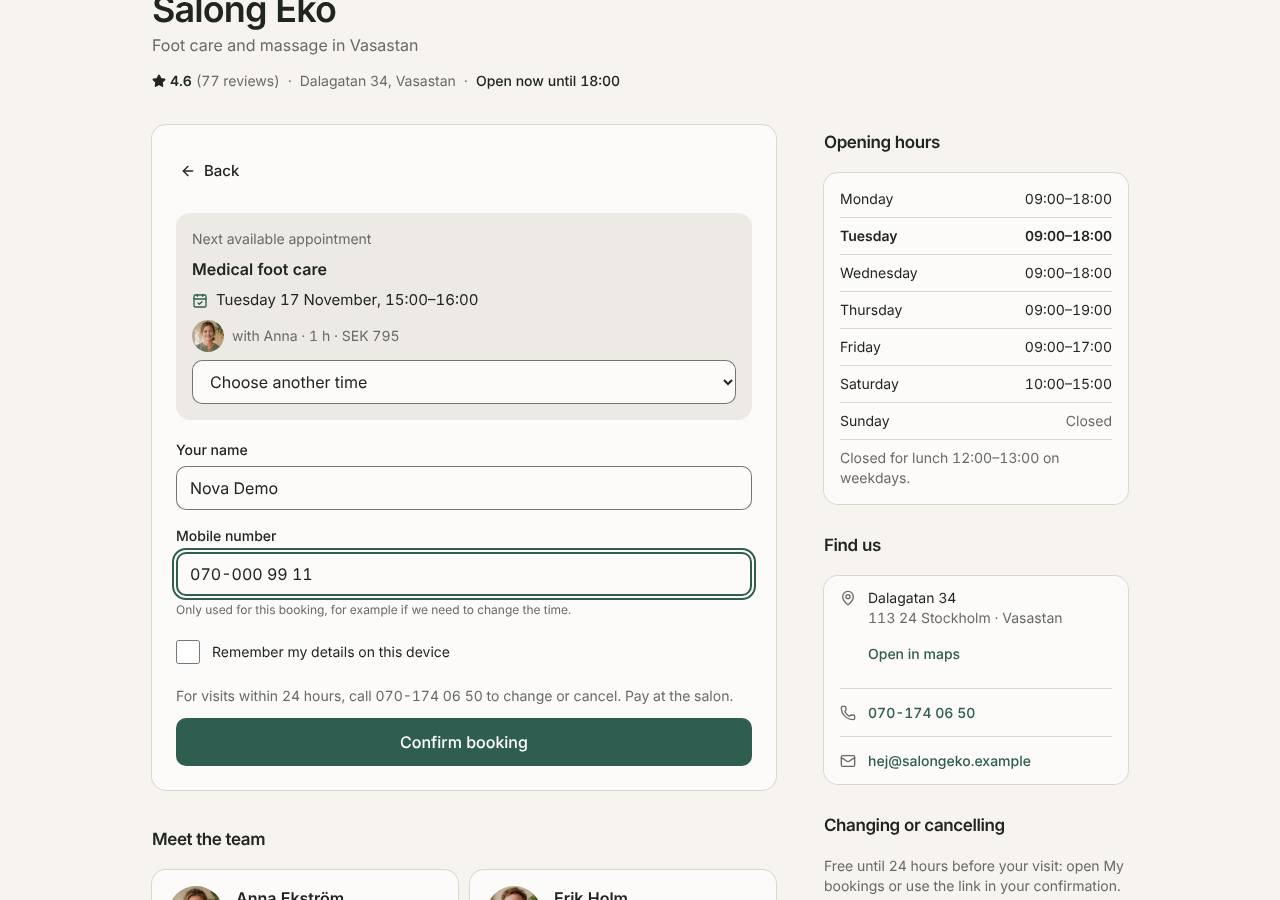 Salong Eko
Foot care and massage in Vasastan
4.6 (77 reviews) · Dalagatan 34, Vasastan · Open now until 18:00
Back
Next available appointment
Medical foot care
Tuesday 17 November, 15:00–16:00
with Anna · 1 h · SEK 795
Choose another time
Your name
Nova Demo
Mobile number
070-000 99 11
Only used for this booking, for example if we need to change the time.
Remember my details on this device
For visits within 24 hours, call 070-174 06 50 to change or cancel. Pay at the salon.
Confirm booking
Meet the team
Anna Ekström
Erik Holm
Opening hours
Monday 09:00–18:00
Tuesday 09:00–18:00
Wednesday 09:00–18:00
Thursday 09:00–19:00
Friday 09:00–17:00
Saturday 10:00–15:00
Sunday Closed
Closed for lunch 12:00–13:00 on
weekdays.
Find us
Dalagatan 34
113 24 Stockholm · Vasastan
Open in maps
070-174 06 50
hej@salongeko.example
Changing or cancelling
Free until 24 hours before your visit: open My
bookings or use the link in your confirmation.